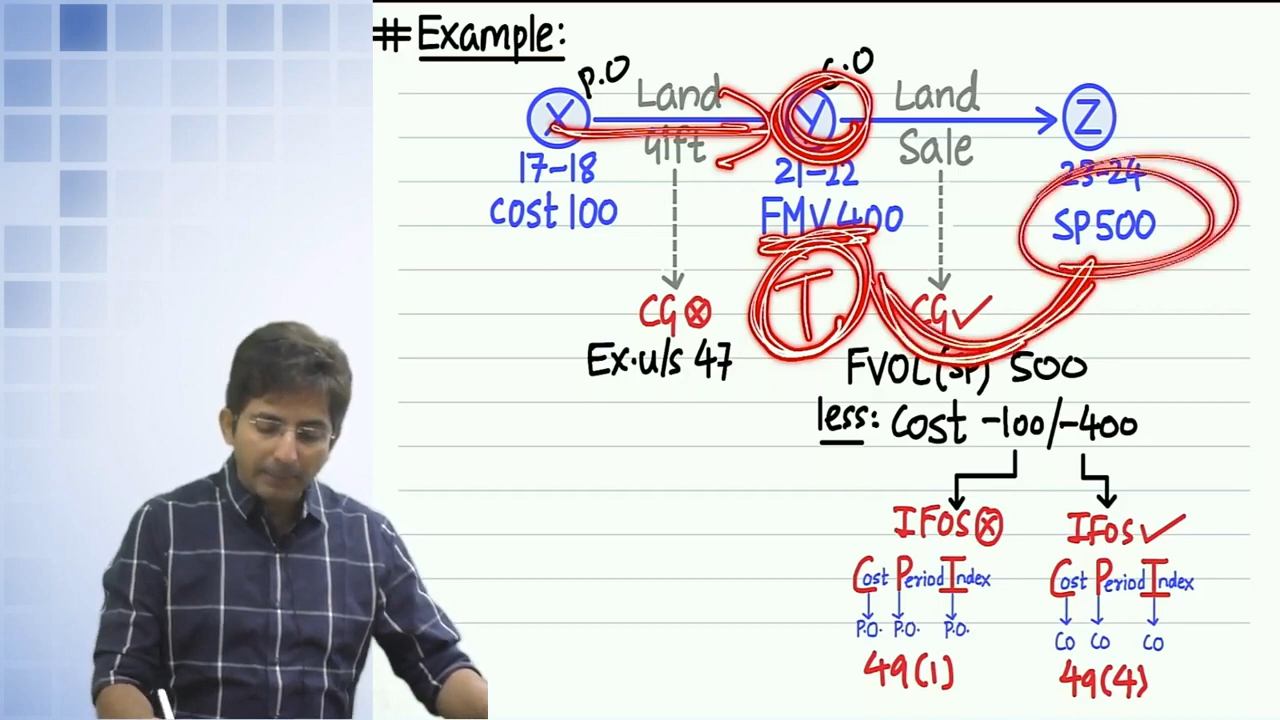 # Example:
P.O Land C.O Land
X Y Z
Gift Sale
17-18 21-22 23-24
Cost 100 FMV 400 SP 500
T
CG ⊗ CG ✓
Ex. u/s 47 FVOC (SP) 500
less: Cost -100/-400
IFOS ⊗ IFOS ✓
Cost Period Index Cost Period Index
P.O. P.O. P.O. CO CO CO
49(1) 49(4)